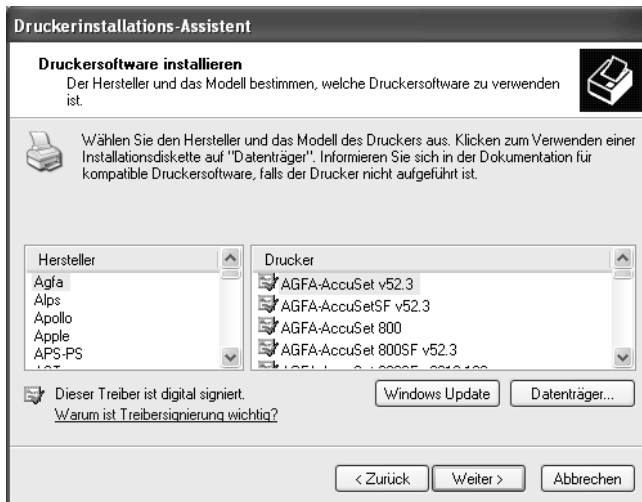 Druckerinstallations-Assistent
Druckersoftware installieren
Der Hersteller und das Modell bestimmen, welche Druckersoftware zu verwenden
ist.
Wählen Sie den Hersteller und das Modell des Druckers aus. Klicken zum Verwenden einer
Installationsdiskette auf "Datenträger". Informieren Sie sich in der Dokumentation für
kompatible Druckersoftware, falls der Drucker nicht aufgeführt ist.
Hersteller
Agfa
Alps
Apollo
Apple
APS-PS
Drucker
AGFA-AccuSet v52.3
AGFA-AccuSetSF v52.3
AGFA-AccuSet 800
AGFA-AccuSet 800SF v52.3
Dieser Treiber ist digital signiert.
Warum ist Treibersignierung wichtig?
Windows Update
Datenträger...
< Zurück
Weiter >
Abbrechen